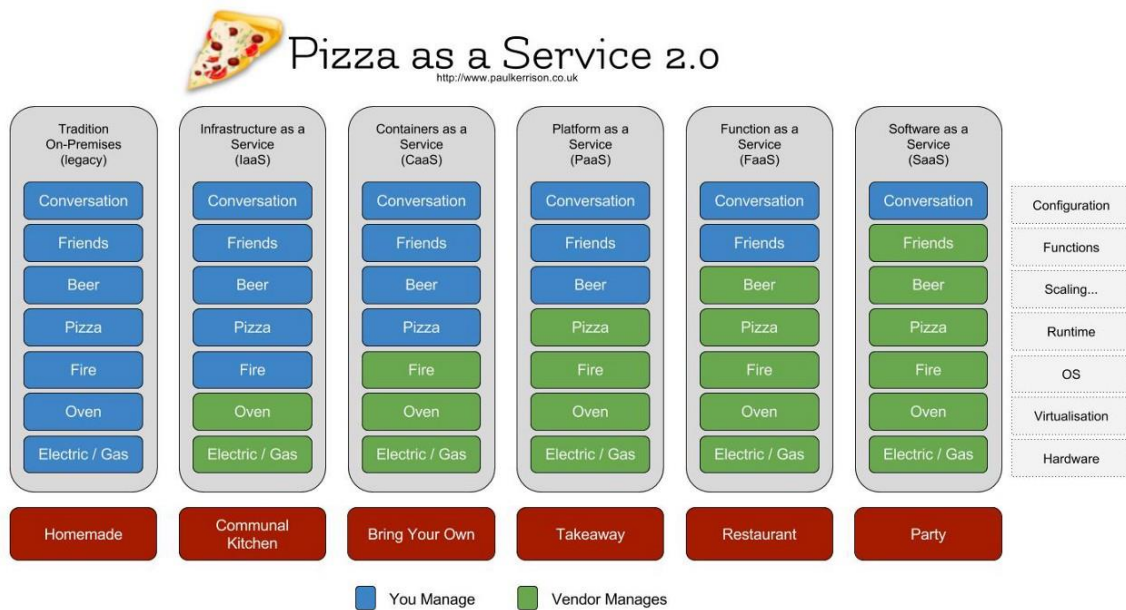 Pizza as a Service 2.0
http://www.paulkerrison.co.uk
Tradition
On-Premises
(legacy)
Conversation
Friends
Beer
Pizza
Fire
Oven
Electric / Gas
Homemade
Infrastructure as a
Service
(IaaS)
Conversation
Friends
Beer
Pizza
Fire
Oven
Electric / Gas
Communal
Kitchen
Containers as a
Service
(CaaS)
Conversation
Friends
Beer
Pizza
Fire
Oven
Electric / Gas
Bring Your Own
Platform as a
Service
(PaaS)
Conversation
Friends
Beer
Pizza
Fire
Oven
Electric / Gas
Takeaway
Function as a
Service
(FaaS)
Conversation
Friends
Beer
Pizza
Fire
Oven
Electric / Gas
Restaurant
Software as a
Service
(SaaS)
Conversation
Friends
Beer
Pizza
Fire
Oven
Electric / Gas
Party
Configuration
Functions
Scaling...
Runtime
OS
Virtualisation
Hardware
You Manage
Vendor Manages